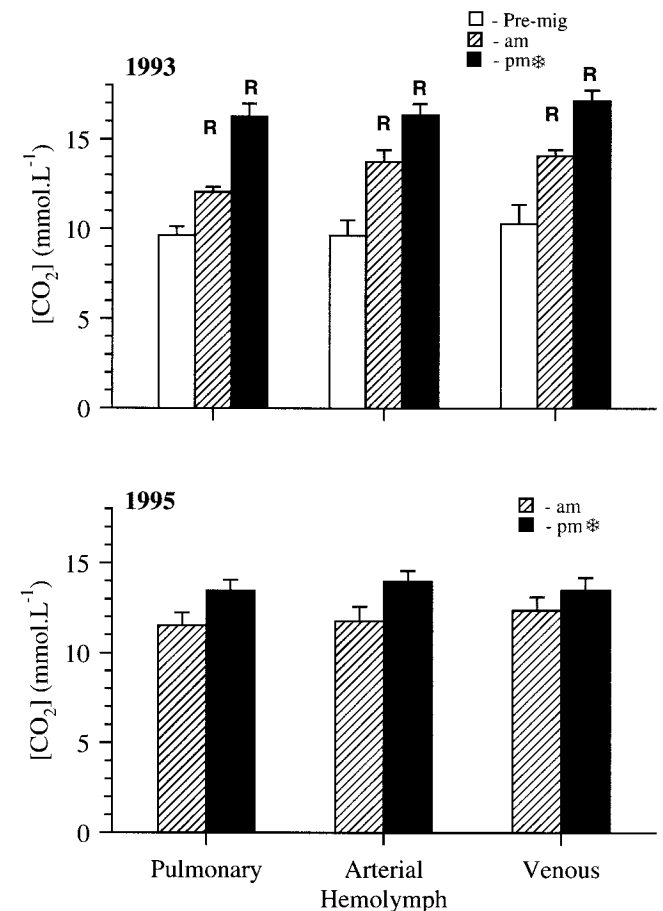 - Pre-mig
- am
- pm❄
1993
R R R R R R
15
10
5
0
[CO₂] (mmol.L⁻¹)
1995
- am
- pm❄
15
10
5
0
[CO₂] (mmol.L⁻¹)
Pulmonary Arterial Venous
Hemolymph